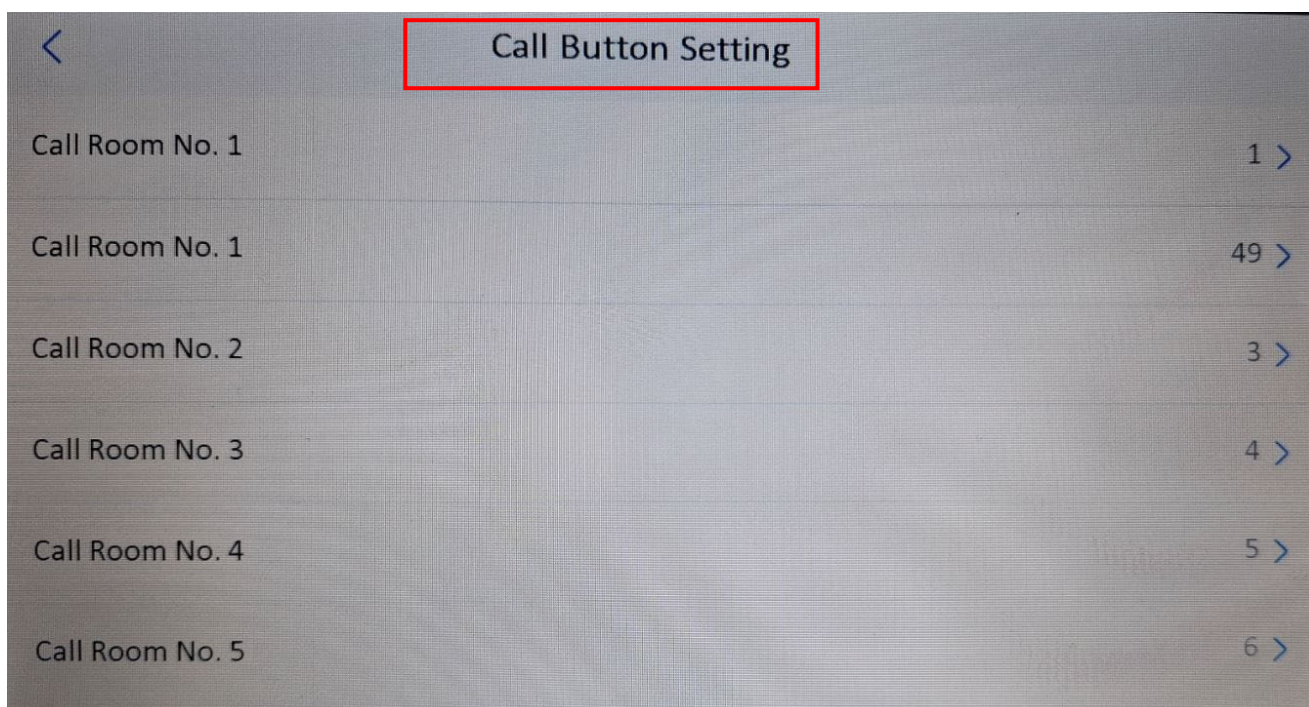 Call Button Setting
Call Room No. 1 1
Call Room No. 1 49
Call Room No. 2 3
Call Room No. 3 4
Call Room No. 4 5
Call Room No. 5 6